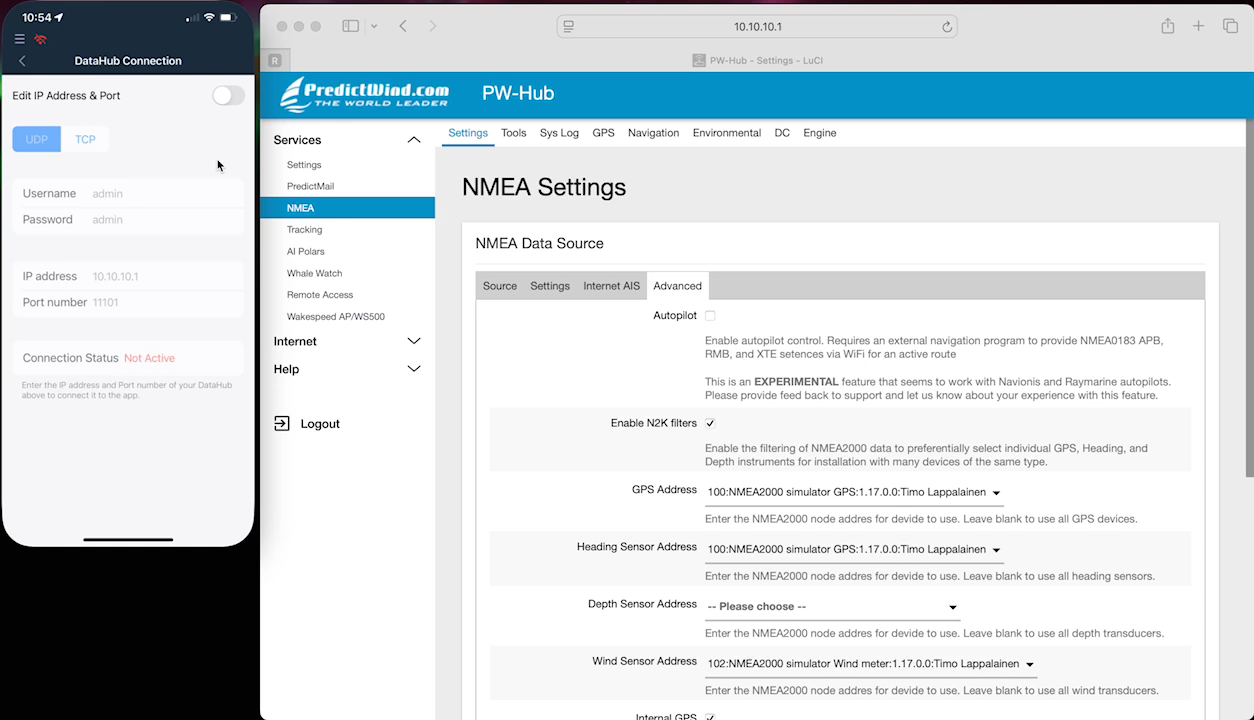 10:54
DataHub Connection
Edit IP Address & Port
UDP TCP
Username admin
Password admin
IP address 10.10.10.1
Port number 11101
Connection Status Not Active
Enter the IP address and Port number of your DataHub
above to connect it to the app.
10.10.10.1
R
PW-Hub - Settings - LuCI
PredictWind.com
THE WORLD LEADER
PW-Hub
Services
Settings
PredictMail
NMEA
Tracking
AI Polars
Whale Watch
Remote Access
Wakespeed AP/WS500
Internet
Help
Logout
Settings Tools Sys Log GPS Navigation Environmental DC Engine
NMEA Settings
NMEA Data Source
Source Settings Internet AIS Advanced
Autopilot
Enable autopilot control. Requires an external navigation program to provide NMEA0183 APB,
RMB, and XTE setences via WiFi for an active route
This is an EXPERIMENTAL feature that seems to work with Navionis and Raymarine autopilots.
Please provide feed back to support and let us know about your experience with this feature.
Enable N2K filters
Enable the filtering of NMEA2000 data to preferentially select individual GPS, Heading, and
Depth instruments for installation with many devices of the same type.
GPS Address 100:NMEA2000 simulator GPS:1.17.0.0:Timo Lappalainen
Enter the NMEA2000 node addres for devide to use. Leave blank to use all GPS devices.
Heading Sensor Address 100:NMEA2000 simulator GPS:1.17.0.0:Timo Lappalainen
Enter the NMEA2000 node addres for devide to use. Leave blank to use all heading sensors.
Depth Sensor Address -- Please choose --
Enter the NMEA2000 node addres for devide to use. Leave blank to use all depth transducers.
Wind Sensor Address 102:NMEA2000 simulator Wind meter:1.17.0.0:Timo Lappalainen
Enter the NMEA2000 node addres for devide to use. Leave blank to use all wind transducers.
Internal GPS